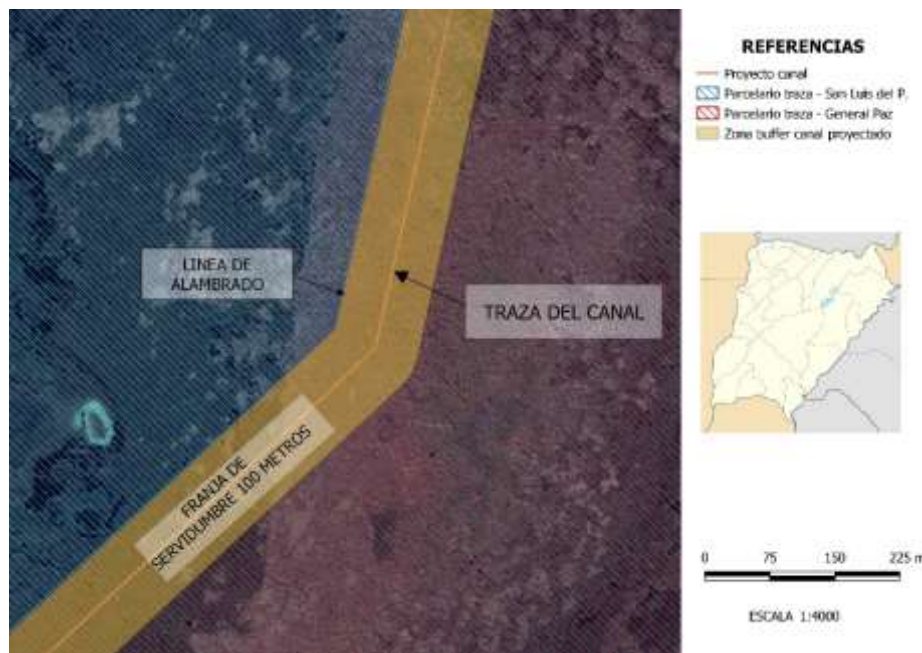 REFERENCIAS
Proyecto canal
Parcelario traza - San Luis del P.
Parcelario traza - General Paz
Zona buffer canal proyectado
LINEA DE
ALAMBRADO
TRAZA DEL CANAL
FRANJA DE
SERVIDUMBRE 100 METROS
0 75 150 225 m
ESCALA 1:4000